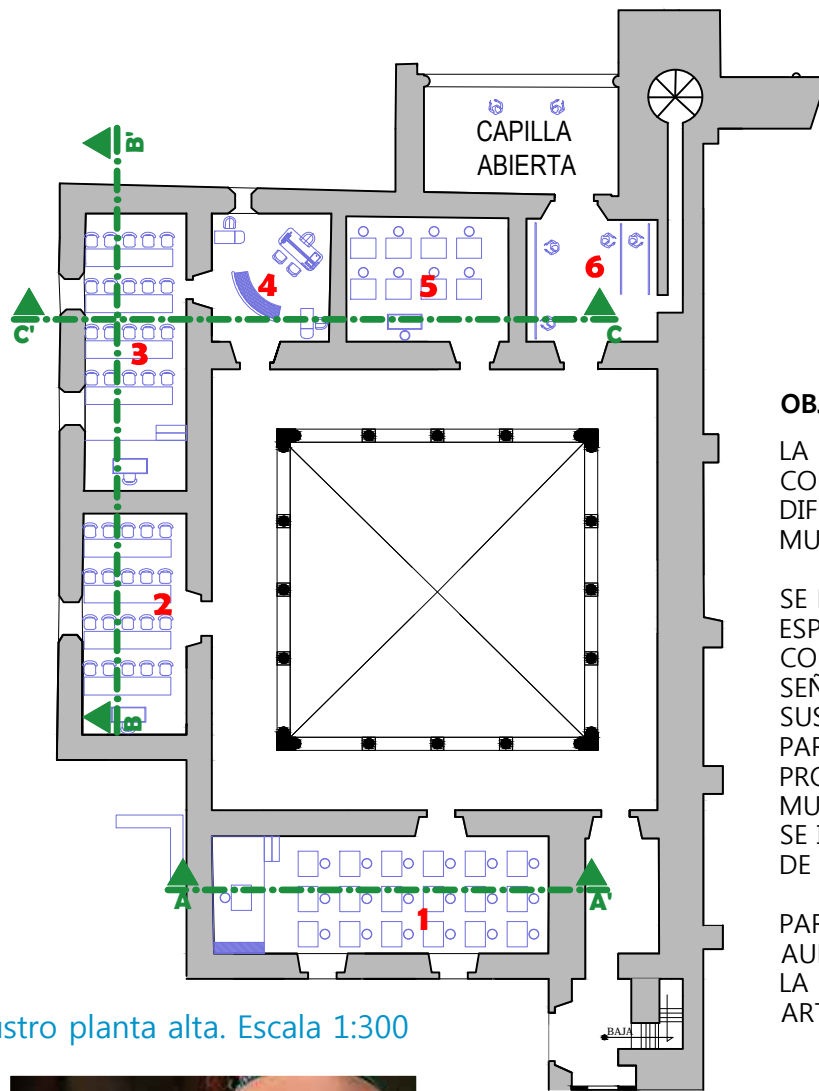 CAPILLA
ABIERTA
B'
C'
C
3
4
5
6
2
B
A
A'
1
BAJA
ustro planta alta. Escala 1:300
OB
LA
CO
DIF
MU
SE
ESP
CO
SEÑ
SUS
PAR
PRO
MU
SE
DE
PAR
AU
LA
ART